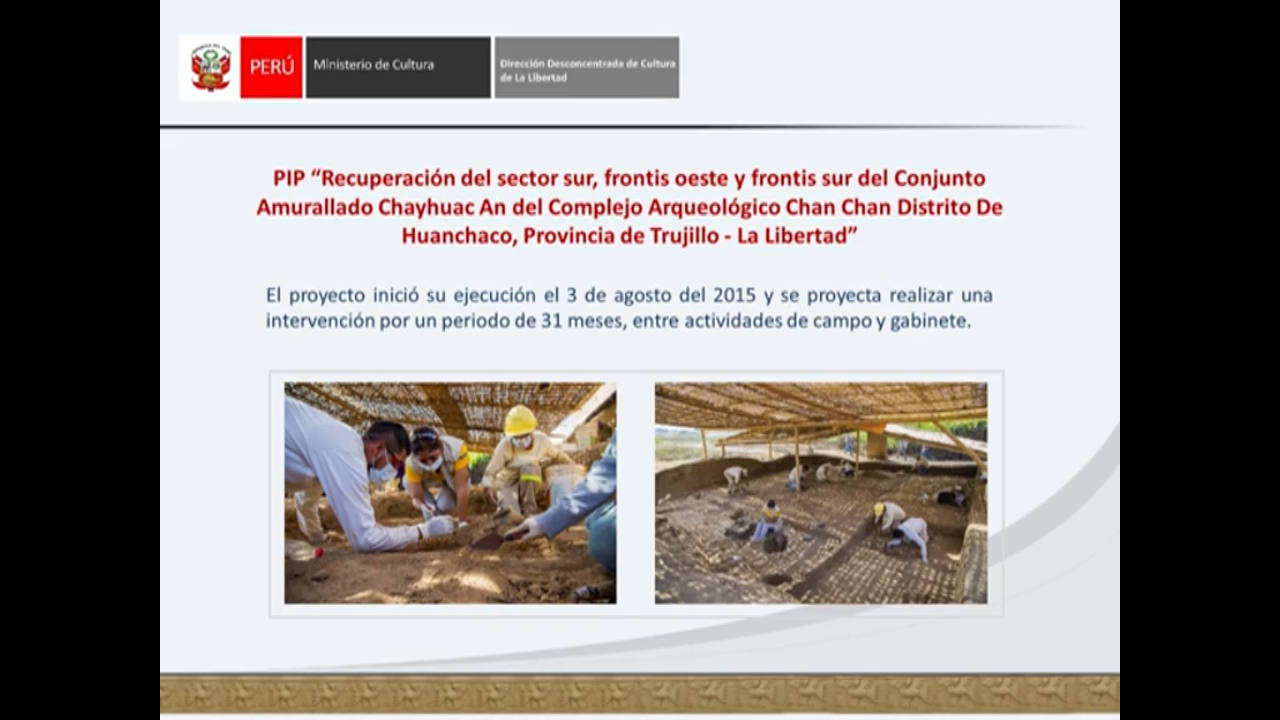 PERÚ
Ministerio de Cultura
Dirección Desconcentrada de Cultura
de La Libertad
PIP “Recuperación del sector sur, frontis oeste y frontis sur del Conjunto
Amurallado Chayhuac An del Complejo Arqueológico Chan Chan Distrito De
Huanchaco, Provincia de Trujillo - La Libertad”
El proyecto inició su ejecución el 3 de agosto del 2015 y se proyecta realizar una
intervención por un periodo de 31 meses, entre actividades de campo y gabinete.